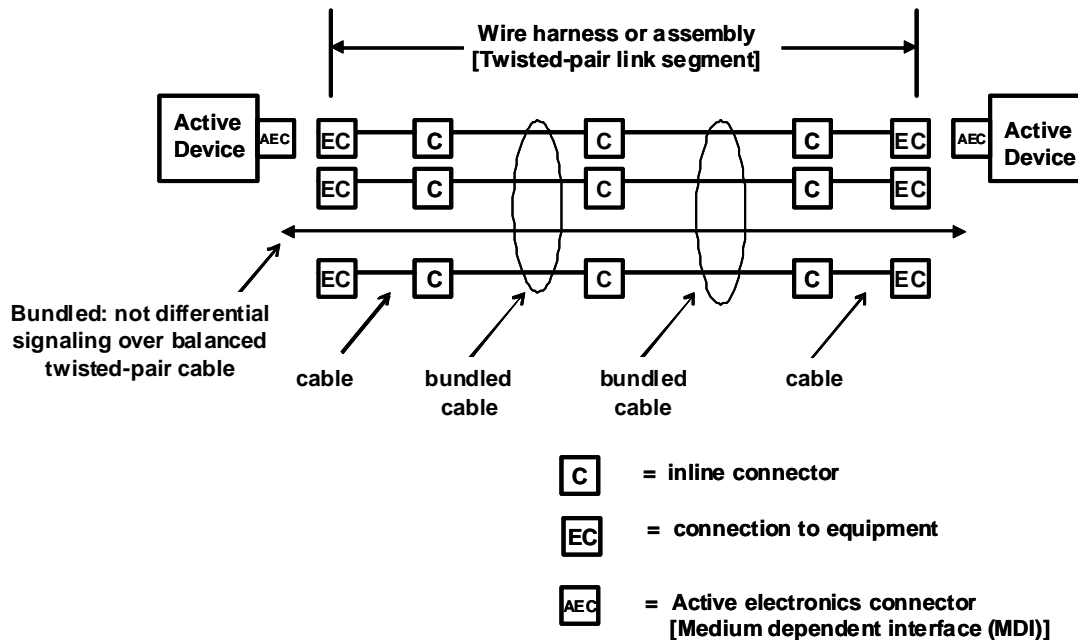 Wire harness or assembly
[Twisted-pair link segment]
Active
Device
AEC
EC
C
C
C
EC
AEC
Active
Device
EC
C
C
C
EC
EC
C
C
C
EC
Bundled: not differential
signaling over balanced
twisted-pair cable
cable
bundled
cable
bundled
cable
cable
C = inline connector
EC = connection to equipment
AEC = Active electronics connector
[Medium dependent interface (MDI)]